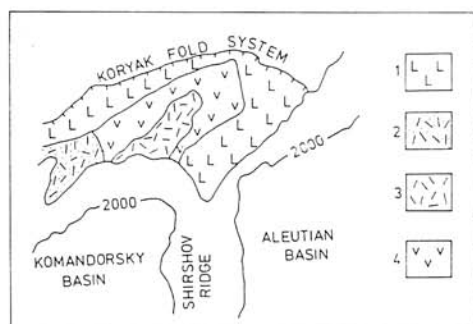 KORYAK FOLD SYSTEM
1
2
3
4
2000
2000
KOMANDORSKY
BASIN
SHIRSHOV
RIDGE
ALEUTIAN
BASIN